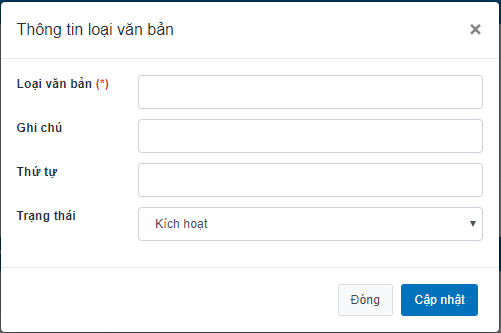 Thông tin loại văn bản ×
Loại văn bản (*)
Ghi chú
Thứ tự
Trạng thái Kích hoạt
Đóng Cập nhật